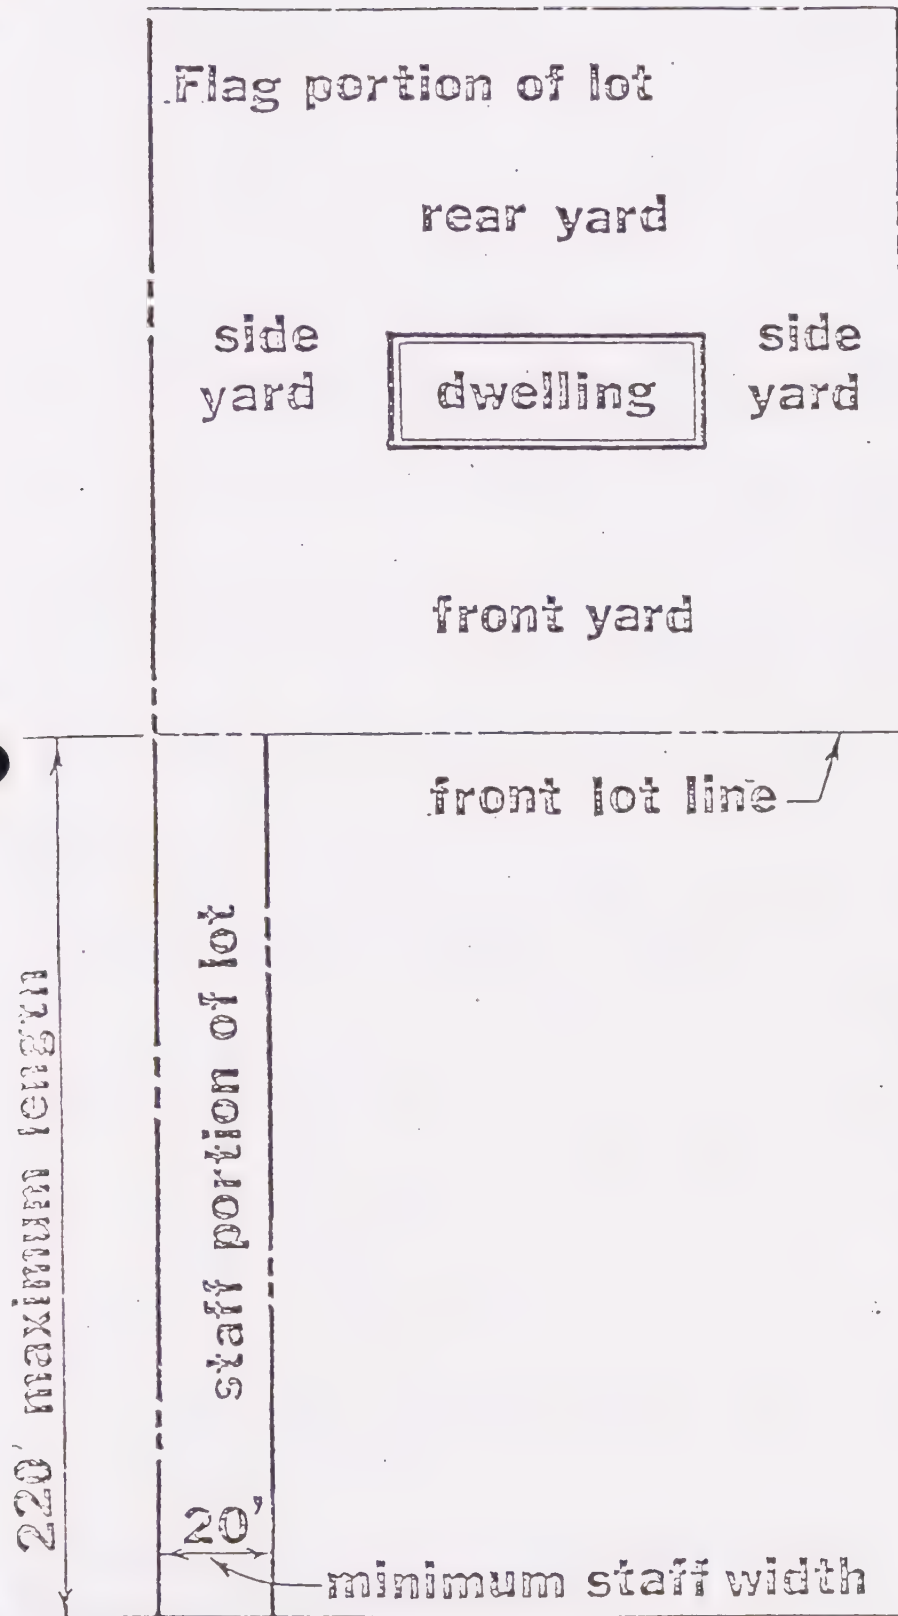 Flag portion of lot
rear yard
side
yard
dwelling
side
yard
front yard
front lot line
staff portion of lot
220' maximum length
20'
minimum staff width